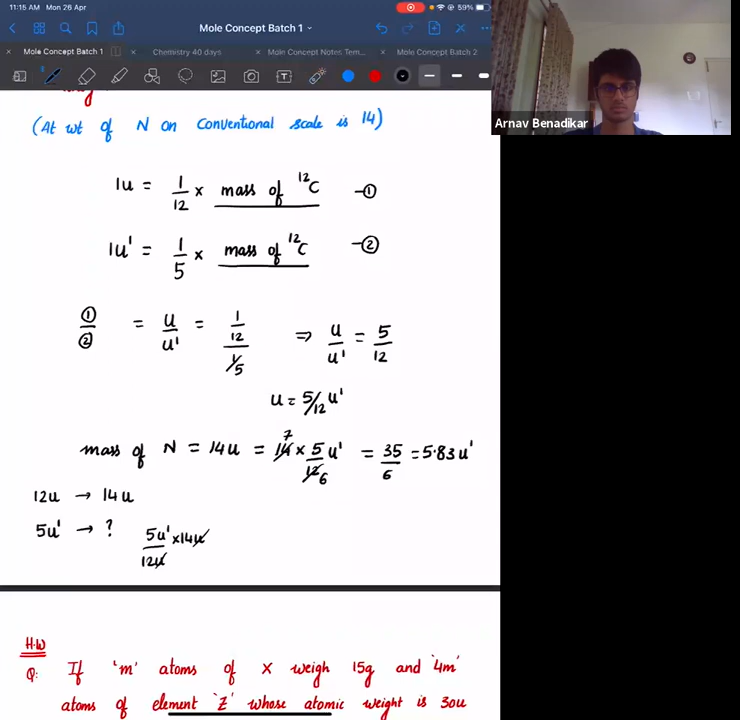 11:15 AM Mon 26 Apr
59%
Mole Concept Batch 1
Mole Concept Batch 1
Chemistry 40 days
Mole Concept Notes Tem...
Mole Concept Batch 2
Arnav Benadikar
(At wt of N on Conventional scale is 14)
1u = 1/12 × mass of ¹²C -①
1u' = 1/5 × mass of ¹²C -②
①/② = u/u' = 1/12 / 1/5 ⇒ u/u' = 5/12
u = 5/12 u'
mass of N = 14u = 14 7 × 5/12 6 u' = 35/6 = 5.83u'
12u → 14u
5u' → ? 5u'/12u × 14u
H.W
Q: If 'm' atoms of X weigh 15g and '4m'
atoms of element 'Z' whose atomic weight is 30u